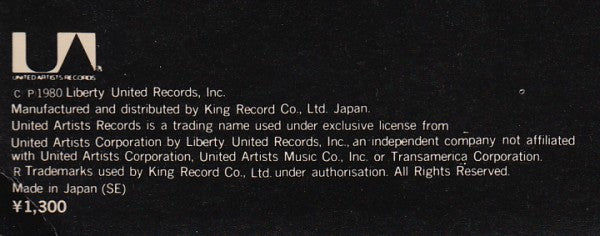 UA
UNITED ARTISTS RECORDS
C P 1980 Liberty United Records, Inc.
Manufactured and distributed by King Record Co., Ltd. Japan.
United Artists Records is a trading name used under exclusive license from
United Artists Corporation by Liberty United Records, Inc., an independent company not affiliated
with United Artists Corporation, United Artists Music Co., Inc. or Transamerica Corporation.
R Trademarks used by King Record Co., Ltd. under authorisation. All Rights Reserved.
Made in Japan (SE)
¥1,300